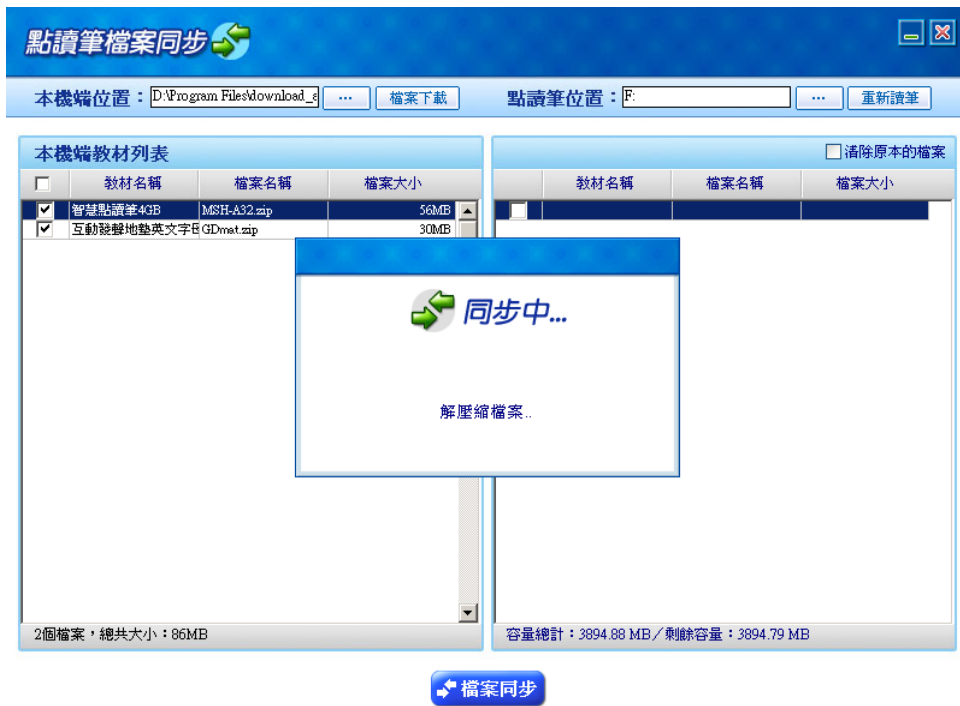 點讀筆檔案同步
本機端位置：D:\Program Files\download_ ... 檔案下載 點讀筆位置：F: ... 重新讀筆
本機端教材列表
清除原本的檔案
教材名稱 檔案名稱 檔案大小
智慧點讀筆4GB MSH-A32.zip 56MB
互動發聲地墊英文字 GDmat.zip 30MB
2個檔案，總共大小：86MB
教材名稱 檔案名稱 檔案大小
同步中...
解壓縮檔案..
容量總計：3894.88 MB／剩餘容量：3894.79 MB
檔案同步